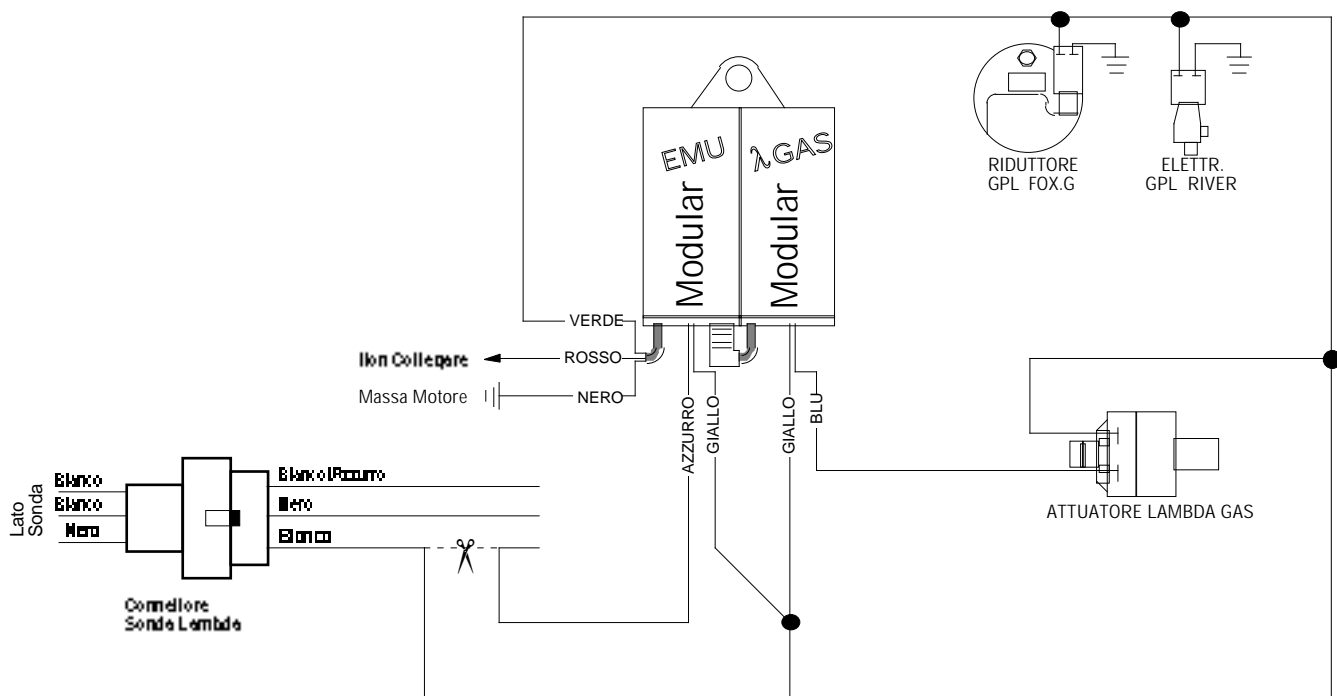 EMU
λGAS
Modular
Modular
RIDUTTORE
GPL FOX.G
ELETTR.
GPL RIVER
VERDE
Non Collegare
ROSSO
Massa Motore
NERO
AZZURRO
GIALLO
GIALLO
BLU
ATTUATORE LAMBDA GAS
Lato
Sonda
Bianco
Bianco
Nero
Bianco/Azzurro
Nero
Bianco
Connettore
Sonda Lambda